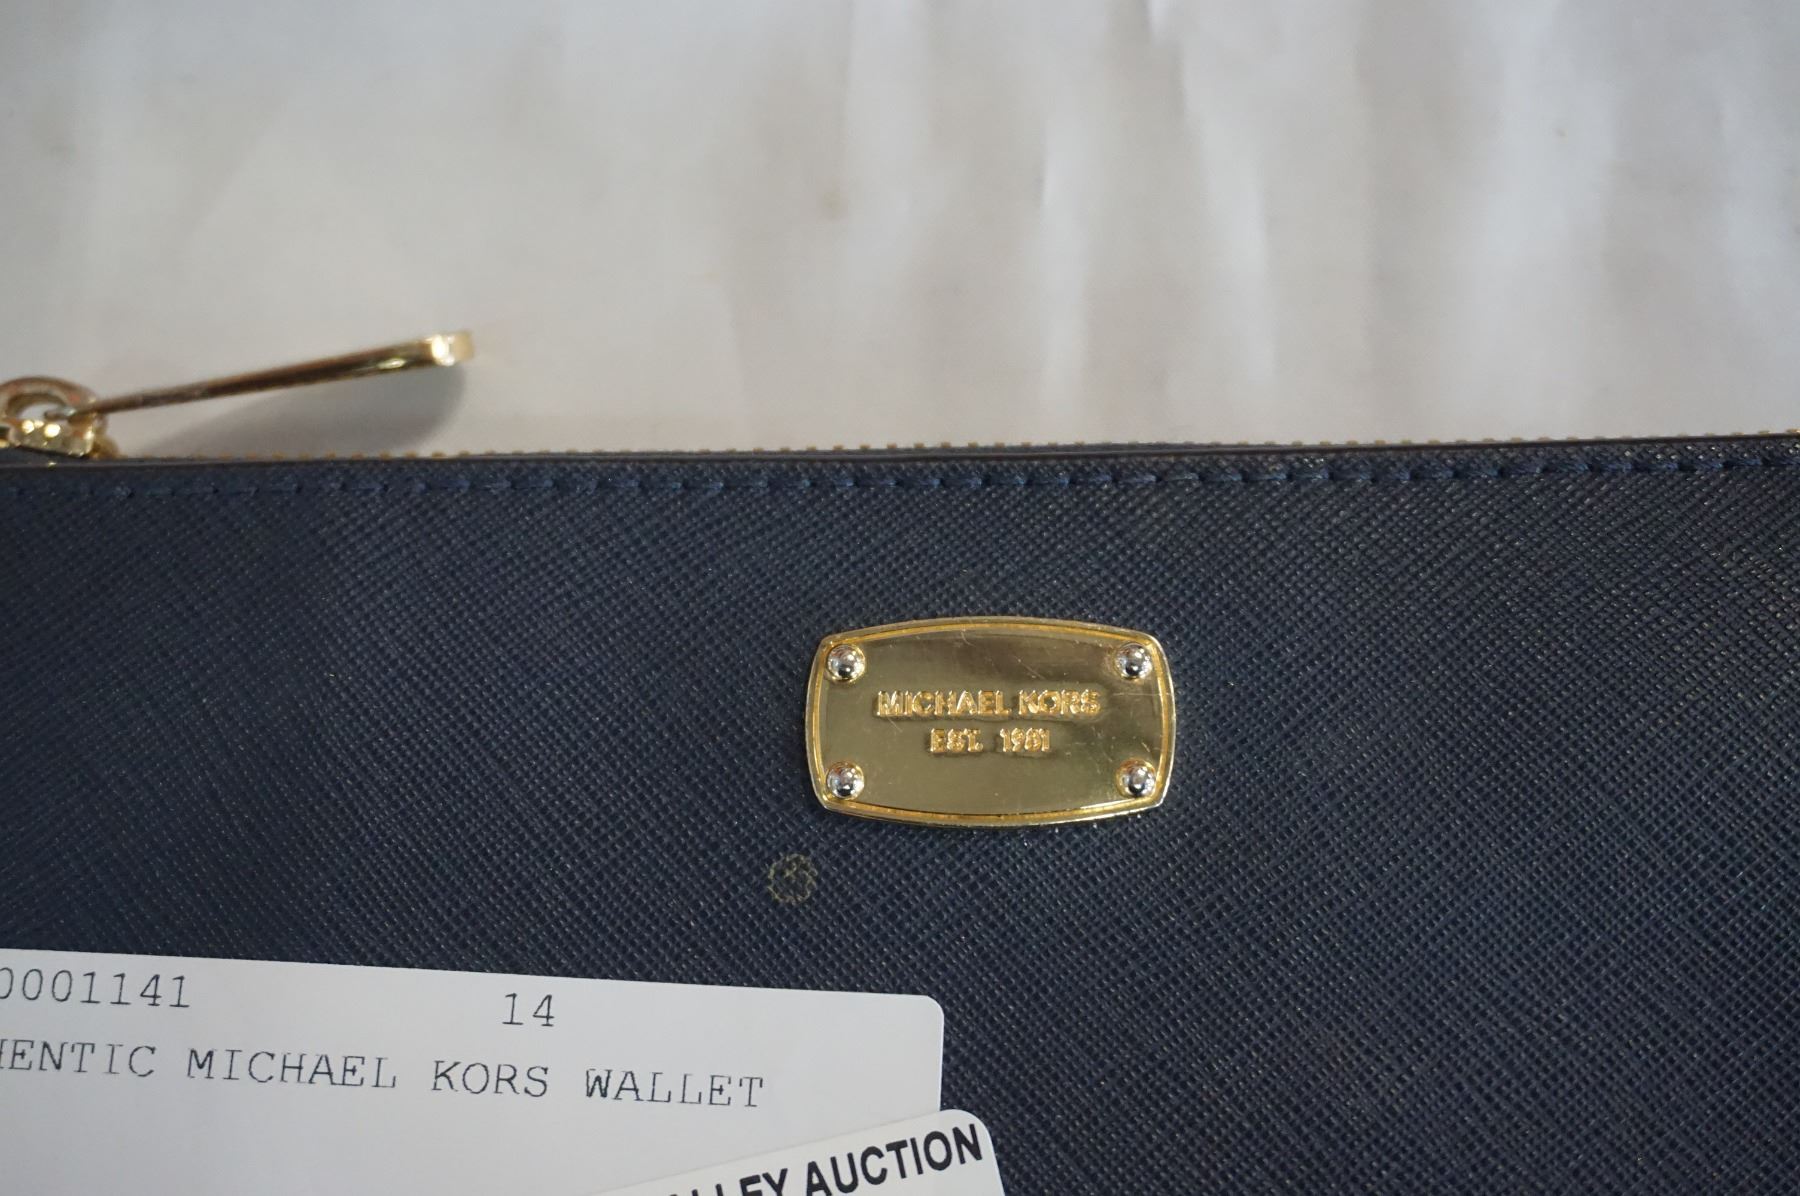 MICHAEL KORS
EST. 1981
0001141 14
HENTIC MICHAEL KORS WALLET
LLEY AUCTION